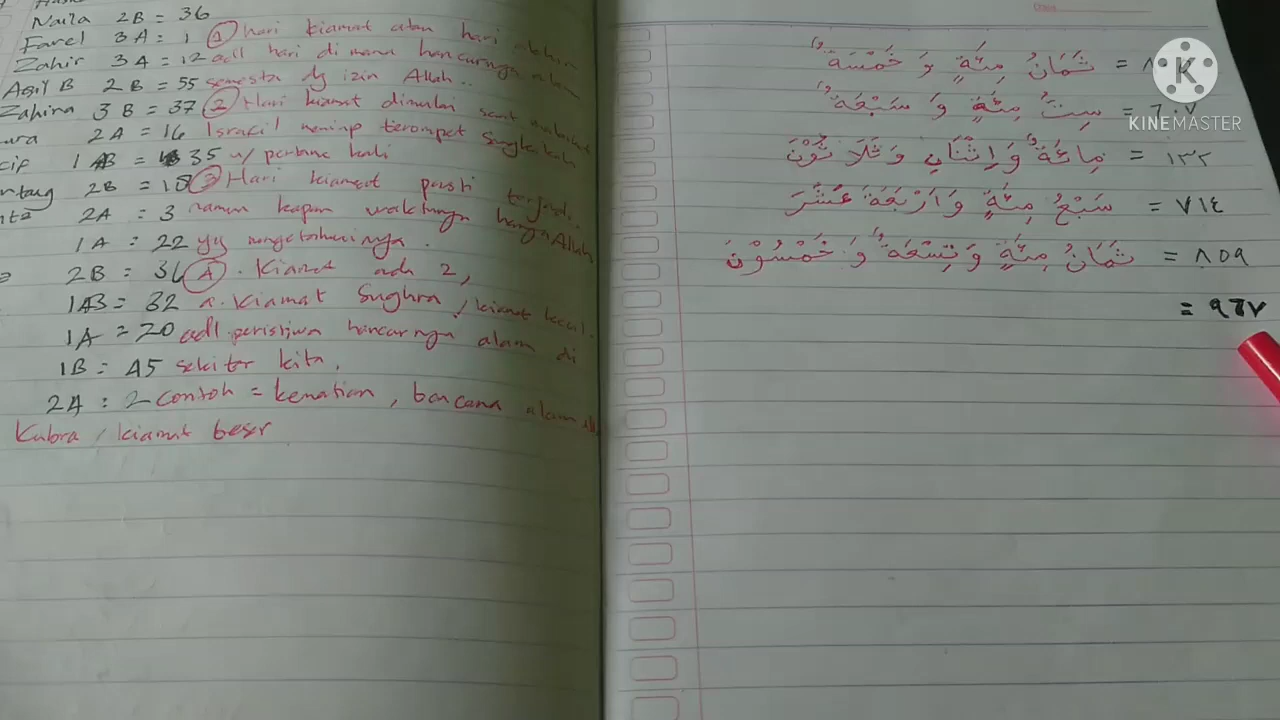 Naila 2B = 36
Farel 3A = 1 ① hari kiamat atau hari akhir
Zahir 3A = 12 adl hari di mana hancurnya alam
Aqil B 2B = 55 semesta dg izin Allah..
Zahira 3B = 37 ② Hari kiamat dimulai saat malaikat
2A = 16 Israfil meniup terompet Sangkakala
1B = 35 u/ pertama kali
2B = 18 ③ Hari kiamat pasti terjadi.
2A = 3 namun kapan waktunya hanya Allah
1A = 22 yg mengetahuinya.
2B = 36 ④. Kiamat ada 2,
1B = 32 a. Kiamat Sughra / kiamat kecil.
1A = 20 adl peristiwa hancurnya alam di
1B = 45 sekitar kita,
2A = 2 contoh = kematian, bencana alam dll
Kubra / kiamat besar
KINEMASTER
= ثَمَانُ مِئَةٍ وَ خَمْسَةٌ
٦٠٧ = سِتُّ مِئَةٍ وَ سَبْعَةٌ
١٣٢ = مِائَةٌ وَ اِثْنَانِ وَ ثَلَاثُوْنَ
٧١٤ = سَبْعُ مِئَةٍ وَ اَرْبَعَةَ عَشَرَ
٨٥٩ = ثَمَانُ مِئَةٍ وَ تِسْعَةٌ وَ خَمْسُوْنَ
٩٦٧ =